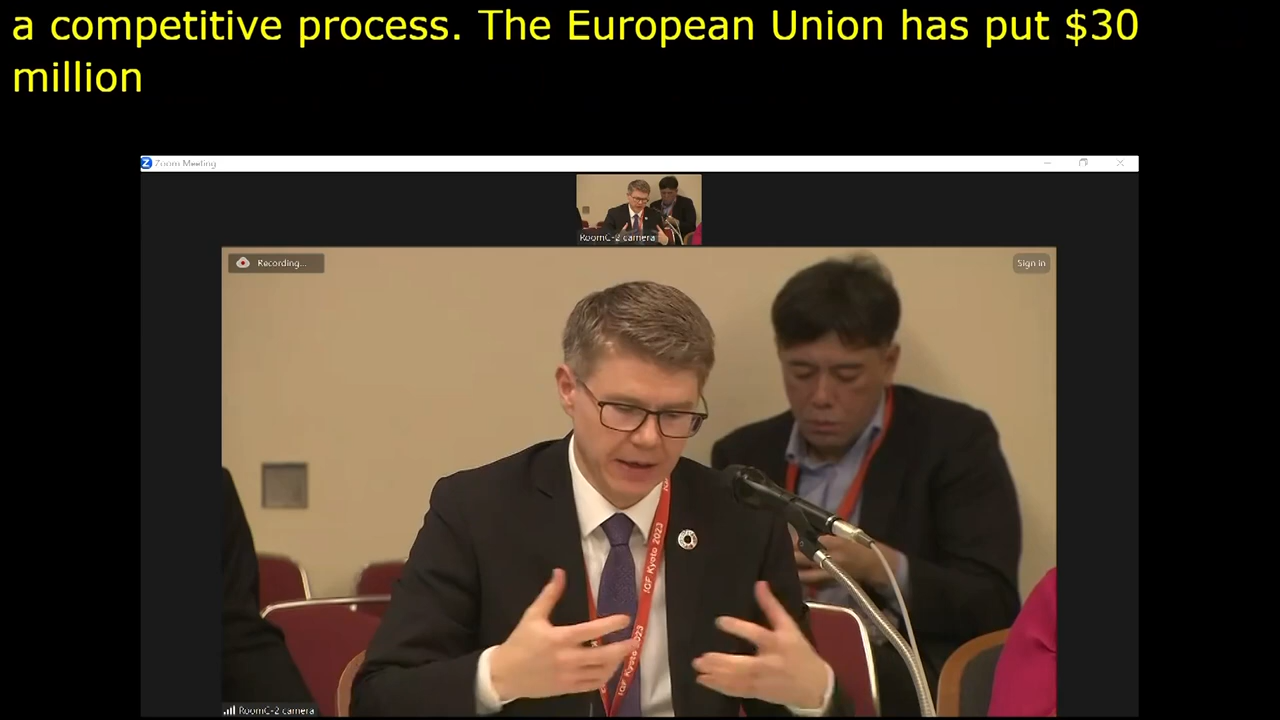 a competitive process. The European Union has put $30
million
Zoom Meeting
RoomC-2 camera
Recording...
Sign in
IGF Kyoto 2023
IGF Kyoto 2023
RoomC-2 camera